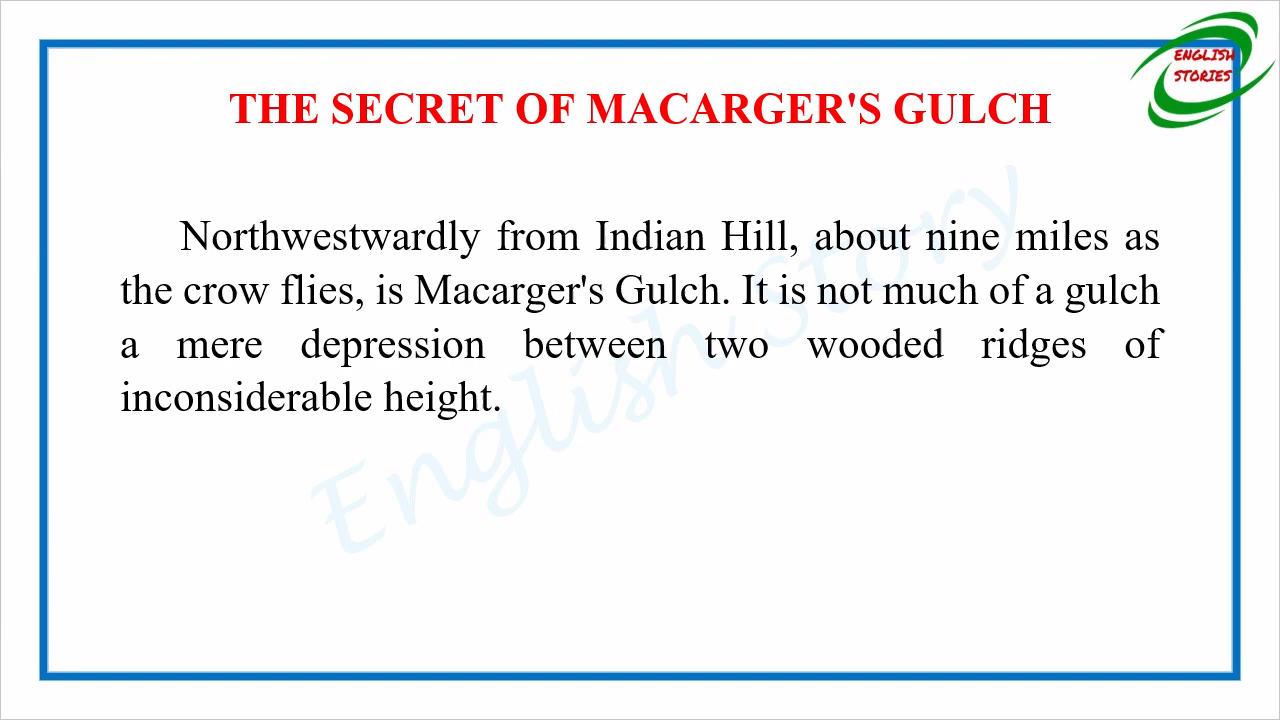 ENGLISH
STORIES
THE SECRET OF MACARGER'S GULCH
Northwestwardly from Indian Hill, about nine miles as
the crow flies, is Macarger's Gulch. It is not much of a gulch
a mere depression between two wooded ridges of
inconsiderable height.
English Story